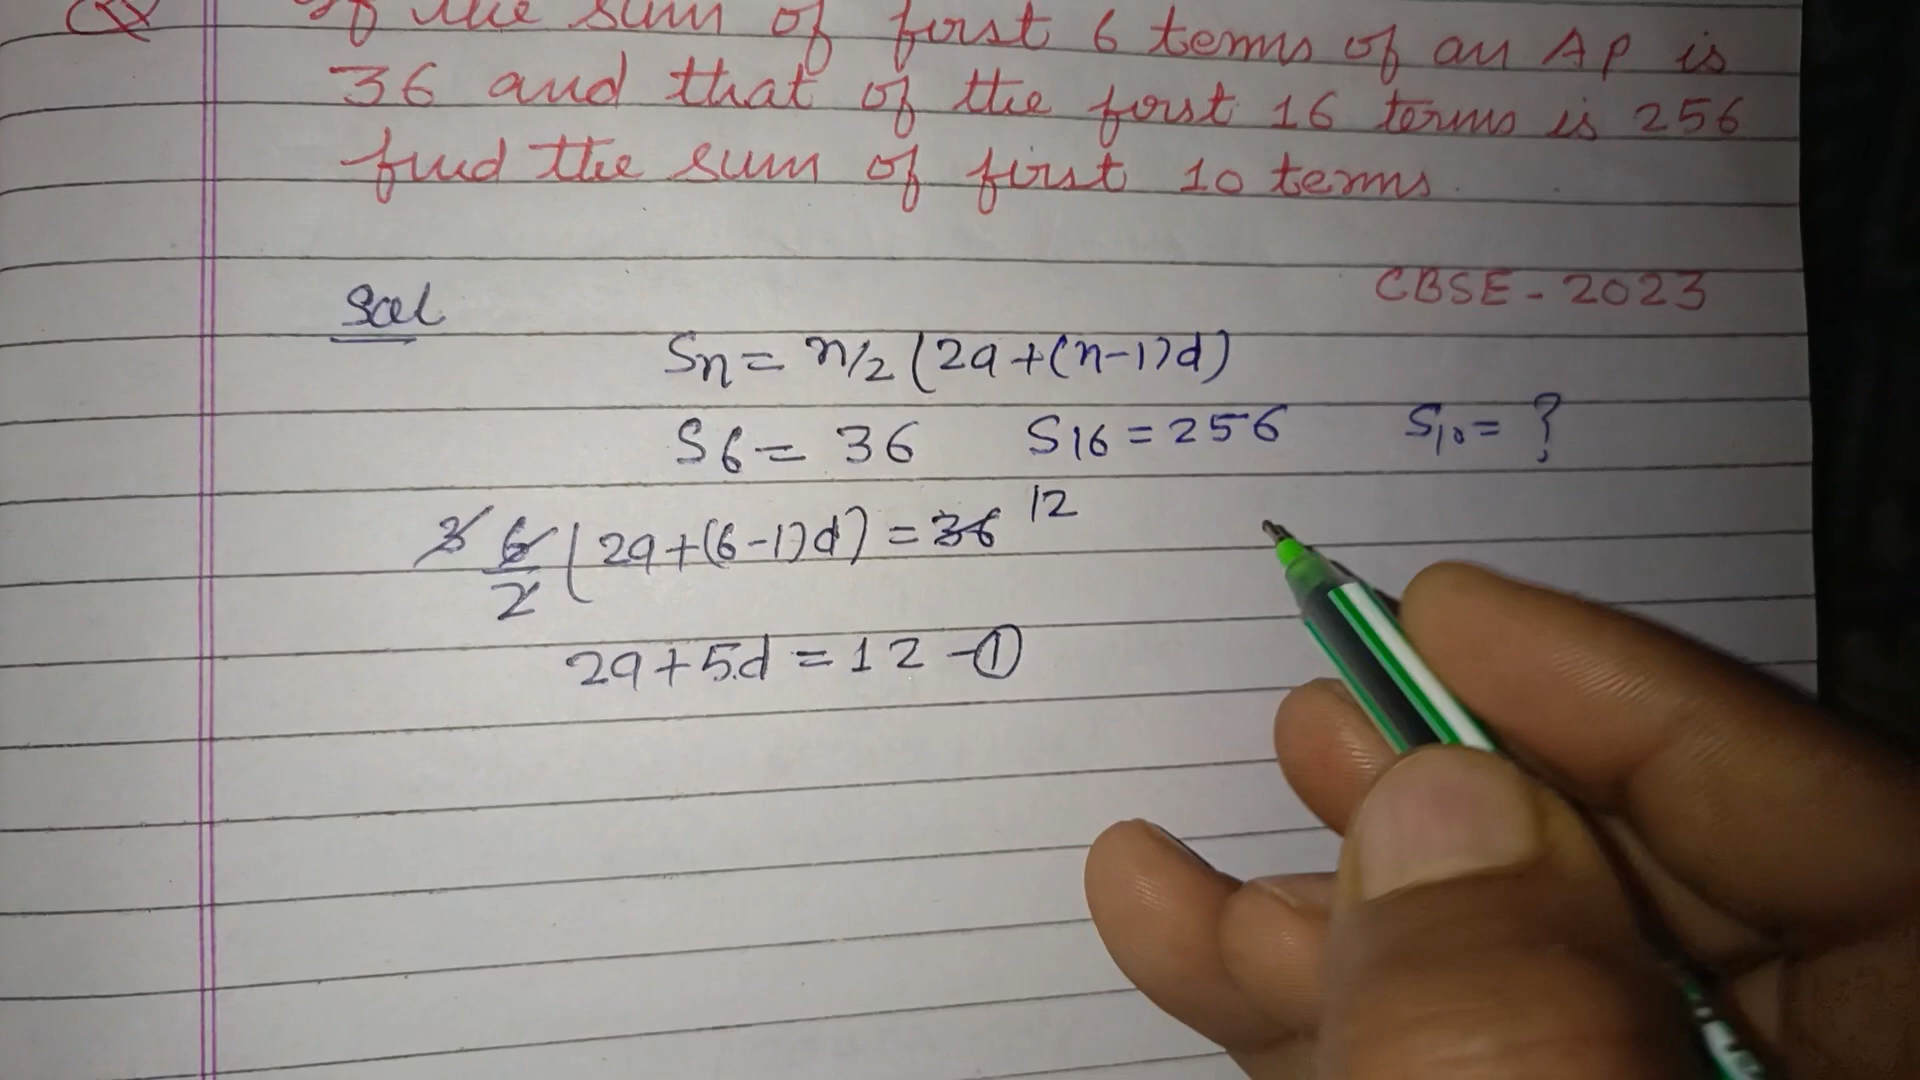 Q If the sum of first 6 terms of an AP is
36 and that of the first 16 terms is 256
find the sum of first 10 terms.
CBSE - 2023
Sol
Sn = n/2 (2a+(n-1)d)
S6 = 36 S16 = 256 S10 = ?
3 6/2 (2a+(6-1)d) = 36 12
2a+5d = 12 -①